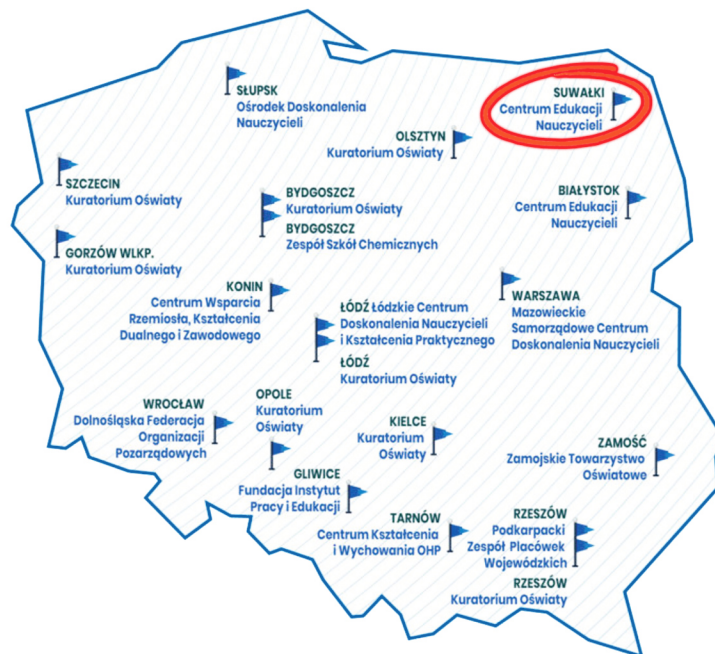 SŁUPSK
Ośrodek Doskonalenia
Nauczycieli
SUWAŁKI
Centrum Edukacji
Nauczycieli
OLSZTYN
Kuratorium Oświaty
SZCZECIN
Kuratorium Oświaty
BYDGOSZCZ
Kuratorium Oświaty
BYDGOSZCZ
Zespół Szkół Chemicznych
BIAŁYSTOK
Centrum Edukacji
Nauczycieli
GORZÓW WLKP.
Kuratorium Oświaty
KONIN
Centrum Wsparcia
Rzemiosła, Kształcenia
Dualnego i Zawodowego
ŁÓDŹ Łódzkie Centrum
Doskonalenia Nauczycieli
i Kształcenia Praktycznego
ŁÓDŹ
Kuratorium Oświaty
WARSZAWA
Mazowieckie
Samorządowe Centrum
Doskonalenia Nauczycieli
WROCŁAW
Dolnośląska Federacja
Organizacji
Pozarządowych
OPOLE
Kuratorium
Oświaty
KIELCE
Kuratorium
Oświaty
ZAMOŚĆ
Zamojskie Towarzystwo
Oświatowe
GLIWICE
Fundacja Instytut
Pracy i Edukacji
TARNÓW
Centrum Kształcenia
i Wychowania OHP
RZESZÓW
Podkarpacki
Zespół Placówek
Wojewódzkich
RZESZÓW
Kuratorium Oświaty